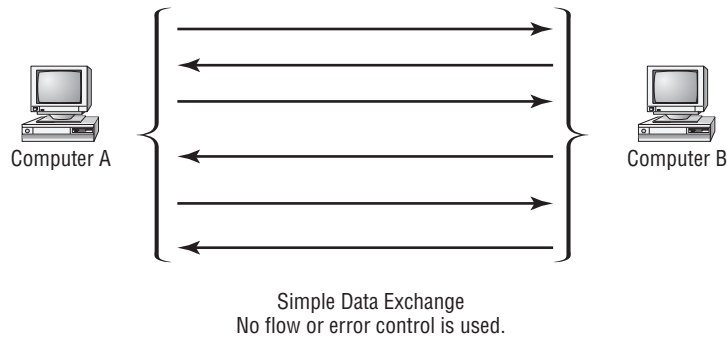 Computer A
Computer B
Simple Data Exchange
No flow or error control is used.